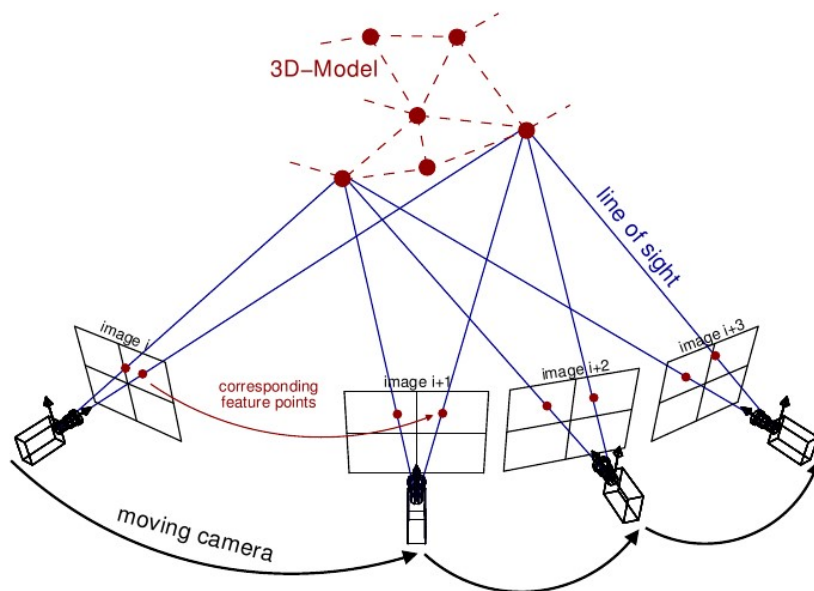 3D-Model
line of sight
image i
image i+1
image i+2
image i+3
corresponding
feature points
moving camera